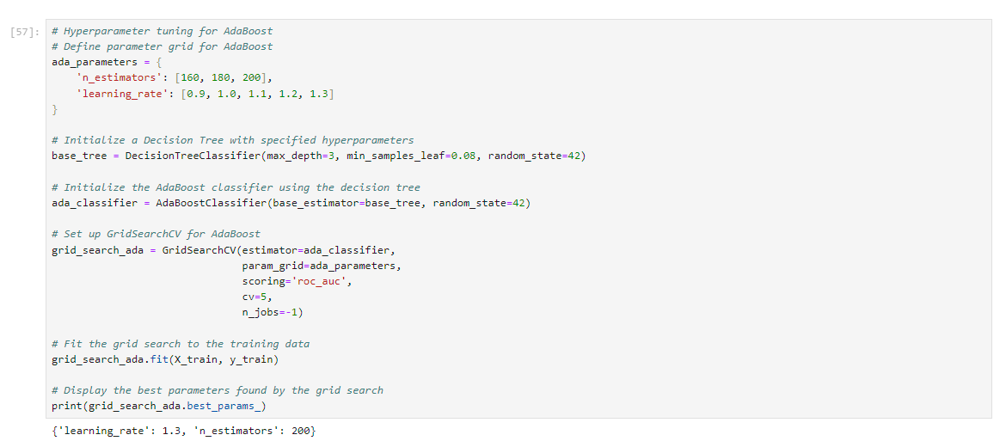 [57]:
# Hyperparameter tuning for AdaBoost
# Define parameter grid for AdaBoost
ada_parameters = {
    'n_estimators': [160, 180, 200],
    'learning_rate': [0.9, 1.0, 1.1, 1.2, 1.3]
}

# Initialize a Decision Tree with specified hyperparameters
base_tree = DecisionTreeClassifier(max_depth=3, min_samples_leaf=0.08, random_state=42)

# Initialize the AdaBoost classifier using the decision tree
ada_classifier = AdaBoostClassifier(base_estimator=base_tree, random_state=42)

# Set up GridSearchCV for AdaBoost
grid_search_ada = GridSearchCV(estimator=ada_classifier,
                               param_grid=ada_parameters,
                               scoring='roc_auc',
                               cv=5,
                               n_jobs=-1)

# Fit the grid search to the training data
grid_search_ada.fit(X_train, y_train)

# Display the best parameters found by the grid search
print(grid_search_ada.best_params_)
{'learning_rate': 1.3, 'n_estimators': 200}